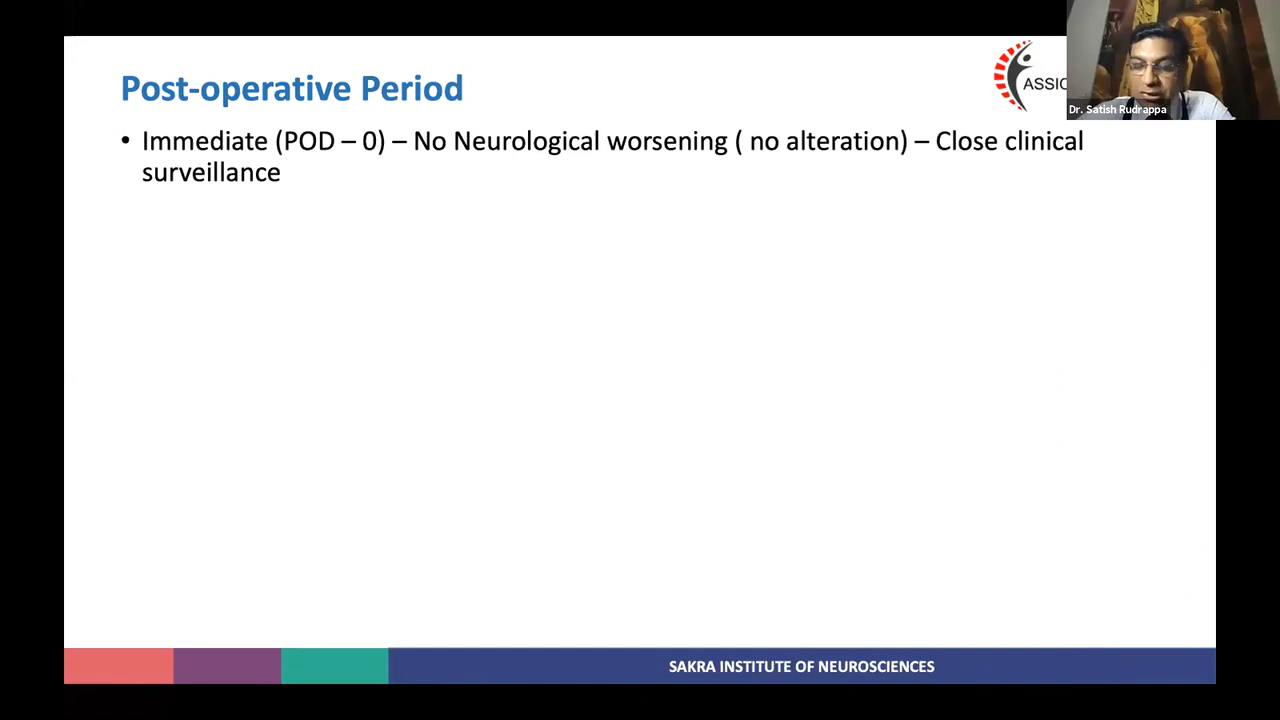 Post-operative Period
ASSIC
Dr. Satish Rudrappa
• Immediate (POD – 0) – No Neurological worsening ( no alteration) – Close clinical
surveillance
SAKRA INSTITUTE OF NEUROSCIENCES